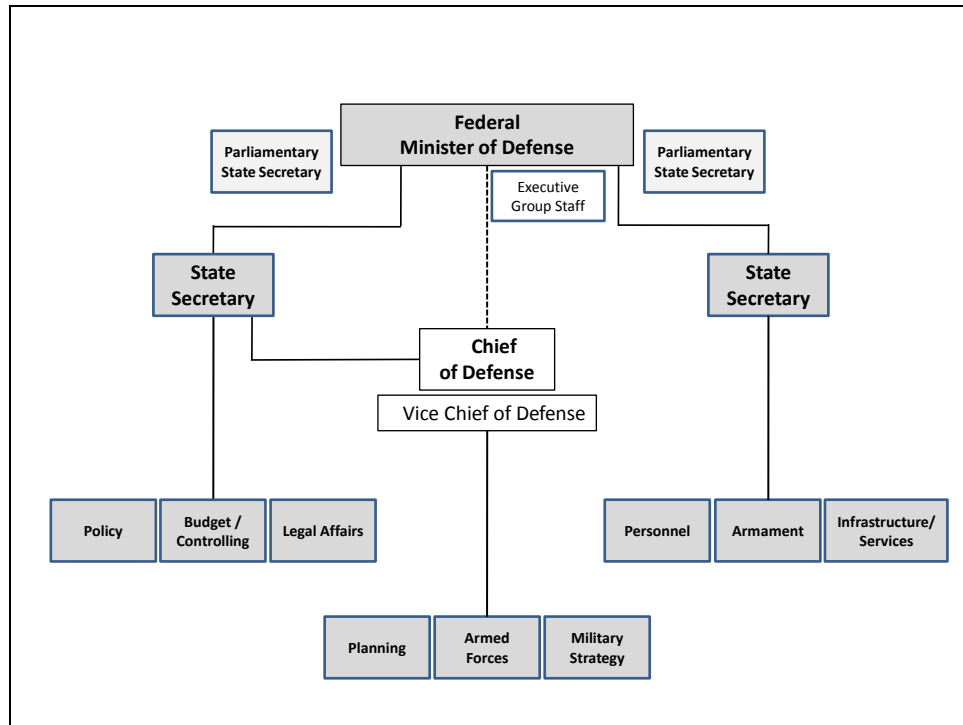 Federal
Minister of Defense
Parliamentary
State Secretary
Parliamentary
State Secretary
Executive
Group Staff
State
Secretary
State
Secretary
Chief
of Defense
Vice Chief of Defense
Policy
Budget /
Controlling
Legal Affairs
Personnel
Armament
Infrastructure/
Services
Planning
Armed
Forces
Military
Strategy